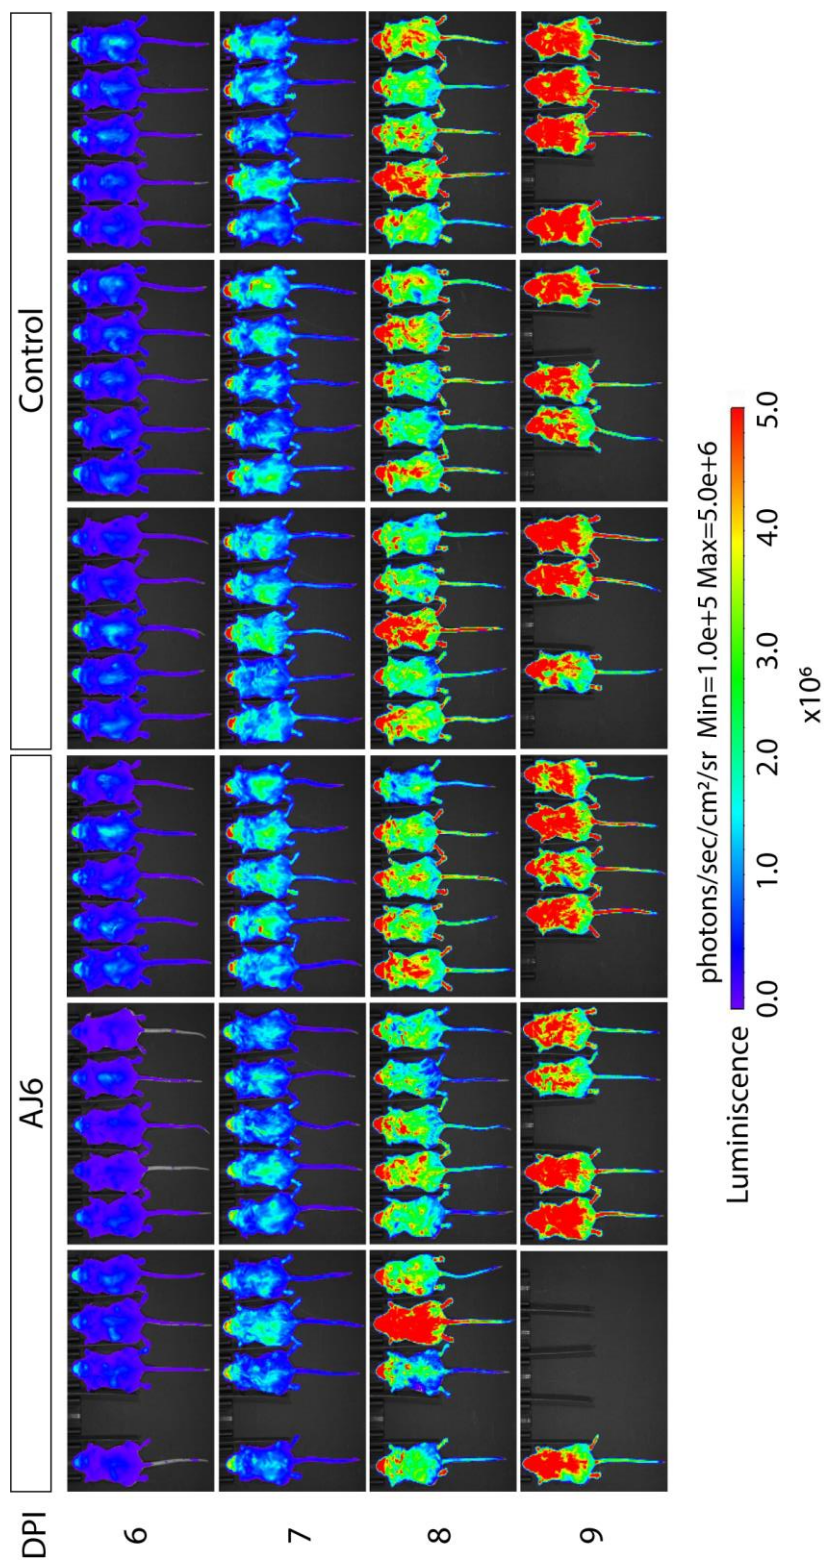 DPI
AJ6
Control
6
7
8
9
Luminiscence
photons/sec/cm²/sr Min=1.0e+5 Max=5.0e+6
0.0 1.0 2.0 3.0 4.0 5.0
x10⁶